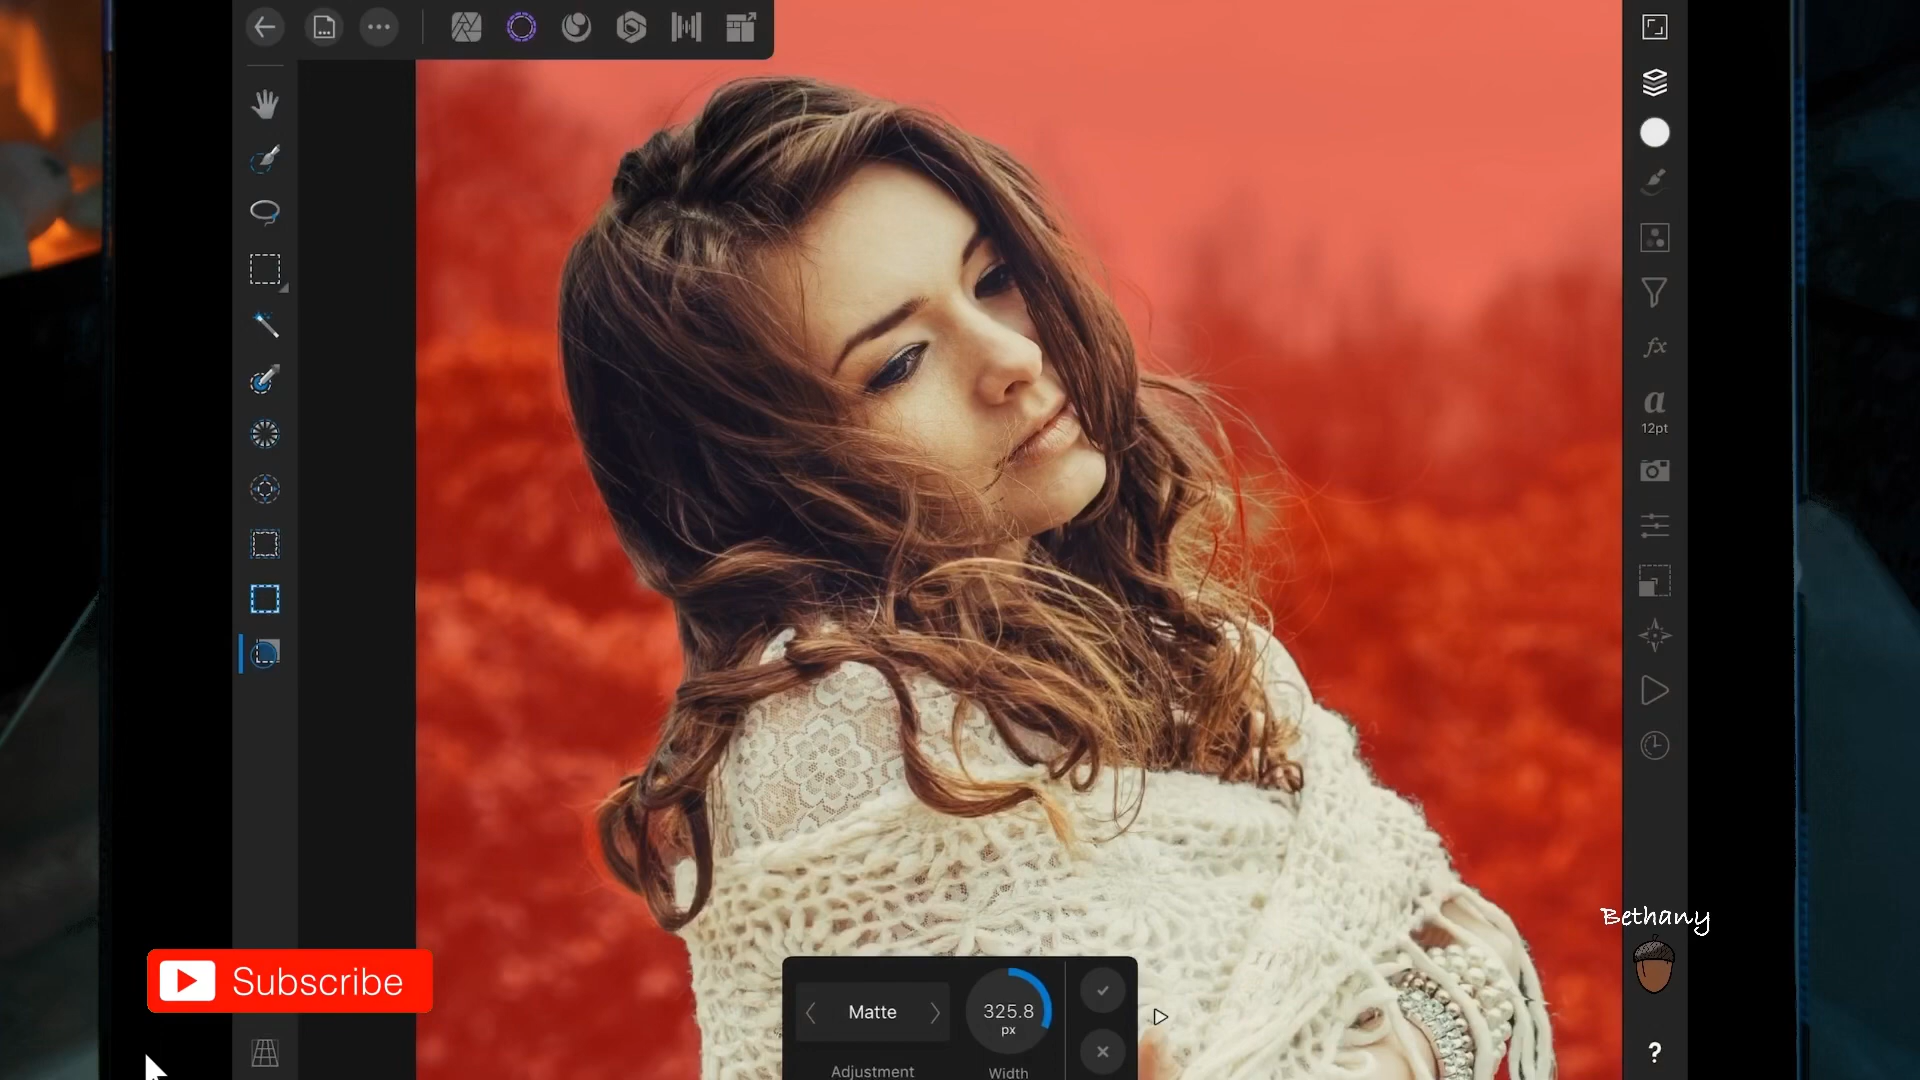 12pt
Bethany
Subscribe
Matte
325.8
px
Adjustment
Width
?